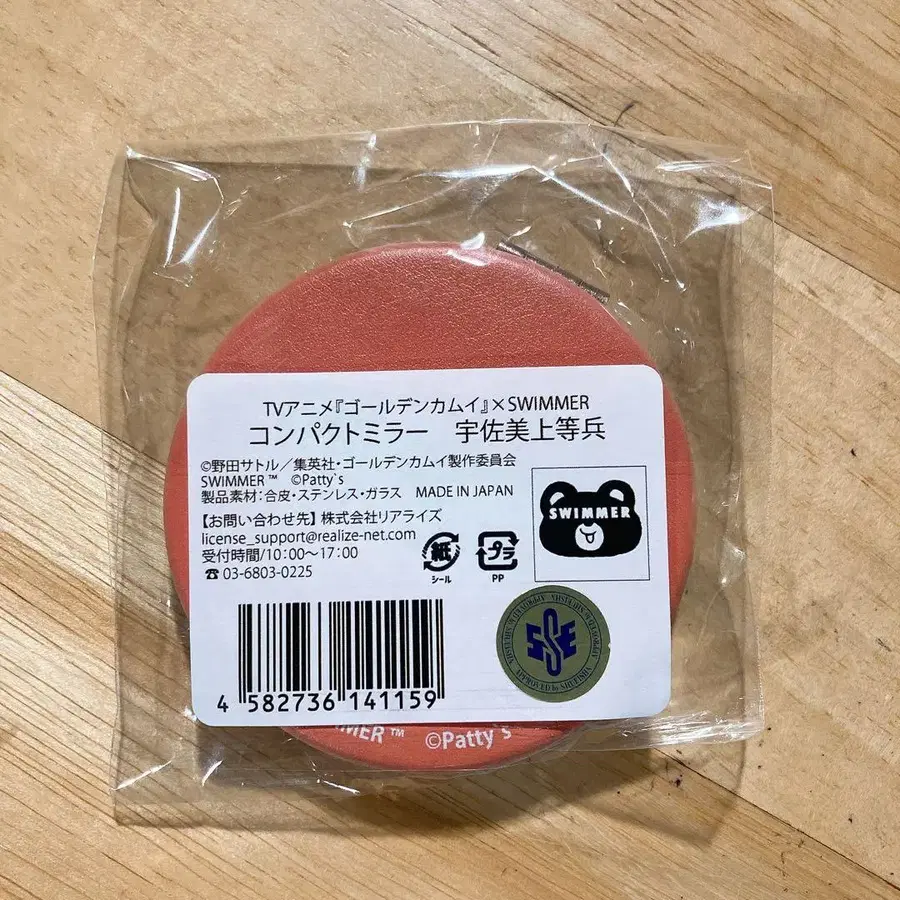 TVアニメ『ゴールデンカムイ』×SWIMMER
コンパクトミラー　宇佐美上等兵
©野田サトル／集英社・ゴールデンカムイ製作委員会
SWIMMER™　©Patty`s
製品素材：合皮・ステンレス・ガラス　MADE IN JAPAN
【お問い合わせ先】株式会社リアライズ
license_support@realize-net.com
受付時間/10：00～17：00
☎ 03-6803-0225
紙
シール
プラ
PP
SWIMMER
SSE
APPROVED by SHUEISHA
4 582736 141159
MER™ ©Patty`s